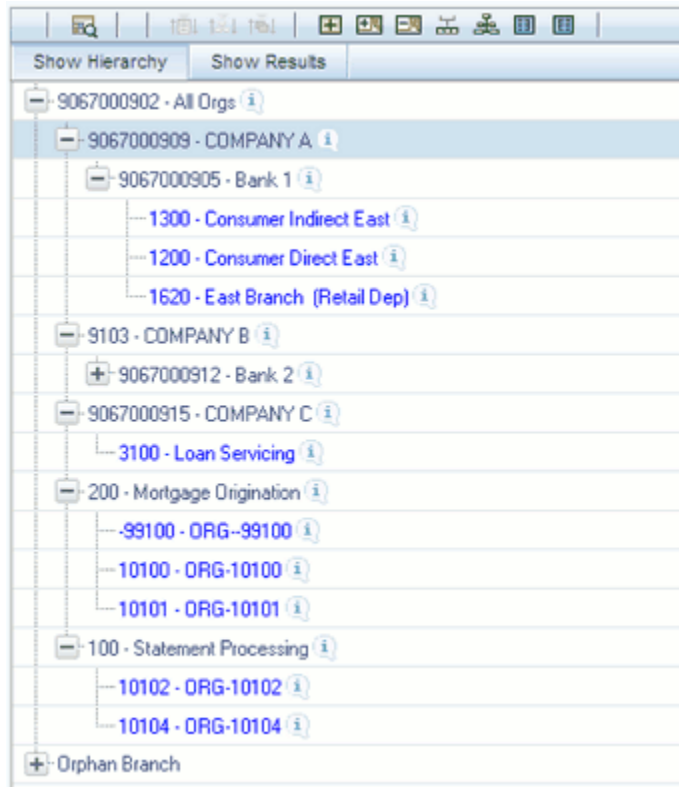 Show Hierarchy Show Results
9067000902 - All Orgs
9067000909 - COMPANY A
9067000905 - Bank 1
1300 - Consumer Indirect East
1200 - Consumer Direct East
1620 - East Branch (Retail Dep)
9103 - COMPANY B
9067000912 - Bank 2
9067000915 - COMPANY C
3100 - Loan Servicing
200 - Mortgage Origination
-99100 - ORG--99100
10100 - ORG-10100
10101 - ORG-10101
100 - Statement Processing
10102 - ORG-10102
10104 - ORG-10104
Orphan Branch